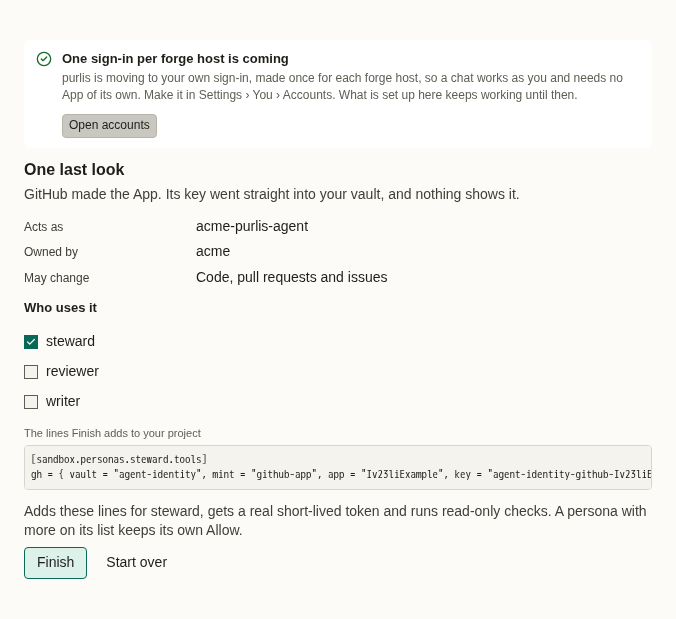 One sign-in per forge host is coming
purlis is moving to your own sign-in, made once for each forge host, so a chat works as you and needs no
App of its own. Make it in Settings › You › Accounts. What is set up here keeps working until then.
Open accounts
One last look
GitHub made the App. Its key went straight into your vault, and nothing shows it.
Acts as acme-purlis-agent
Owned by acme
May change Code, pull requests and issues
Who uses it
steward
reviewer
writer
The lines Finish adds to your project
[sandbox.personas.steward.tools]
gh = { vault = "agent-identity", mint = "github-app", app = "Iv23liExample", key = "agent-identity-github-Iv23liE
Adds these lines for steward, gets a real short-lived token and runs read-only checks. A persona with
more on its list keeps its own Allow.
Finish Start over